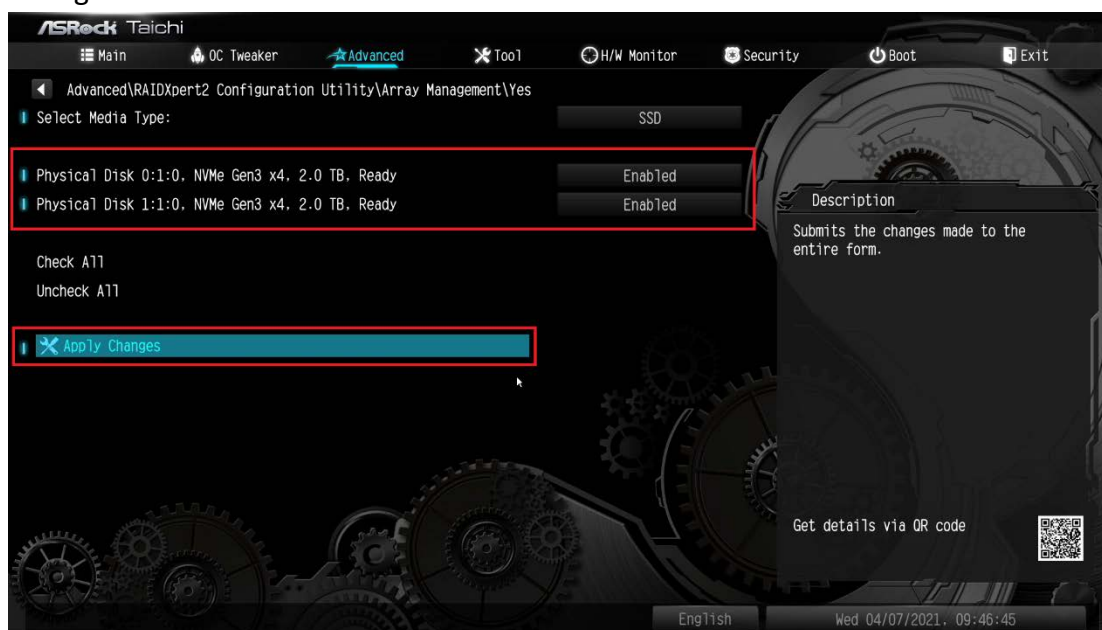 ASRock Taichi
Main OC Tweaker Advanced Tool H/W Monitor Security Boot Exit
Advanced\RAIDXpert2 Configuration Utility\Array Management\Yes
Select Media Type: SSD
Physical Disk 0:1:0, NVMe Gen3 x4, 2.0 TB, Ready Enabled
Physical Disk 1:1:0, NVMe Gen3 x4, 2.0 TB, Ready Enabled
Description
Submits the changes made to the
entire form.
Check All
Uncheck All
Apply Changes
Get details via QR code
English Wed 04/07/2021, 09:46:45